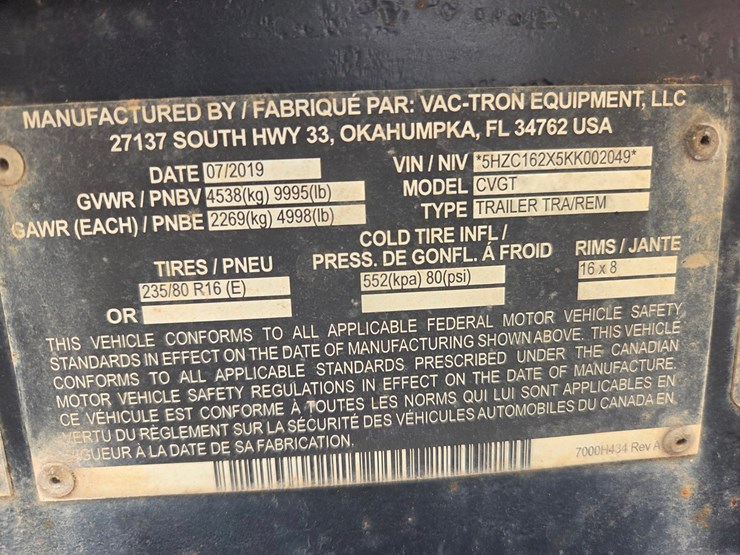 MANUFACTURED BY / FABRIQUÉ PAR: VAC-TRON EQUIPMENT, LLC
27137 SOUTH HWY 33, OKAHUMPKA, FL 34762 USA
DATE 07/2019 VIN / NIV *5HZC162X5KK002049*
GVWR / PNBV 4538(kg) 9995(lb) MODEL CVGT
GAWR (EACH) / PNBE 2269(kg) 4998(lb) TYPE TRAILER TRA/REM
COLD TIRE INFL /
TIRES / PNEU PRESS. DE GONFL. Á FROID RIMS / JANTE
235/80 R16 (E) 552(kpa) 80(psi) 16 x 8
OR
THIS VEHICLE CONFORMS TO ALL APPLICABLE FEDERAL MOTOR VEHICLE SAFETY
STANDARDS IN EFFECT ON THE DATE OF MANUFACTURING SHOWN ABOVE. THIS VEHICLE
CONFORMS TO ALL APPLICABLE STANDARDS PRESCRIBED UNDER THE CANADIAN
MOTOR VEHICLE SAFETY REGULATIONS IN EFFECT ON THE DATE OF MANUFACTURE.
CE VÉHICULE EST CONFORME À TOUTES LES NORMS QUI LUI SONT APPLICABLES EN
VERTU DU RÈGLEMENT SUR LA SÉCURITÉ DES VÉHICULES AUTOMOBILES DU CANADA EN
VIGUEUR À LA DATE DE SA FABRICATION.
7000H434 Rev A